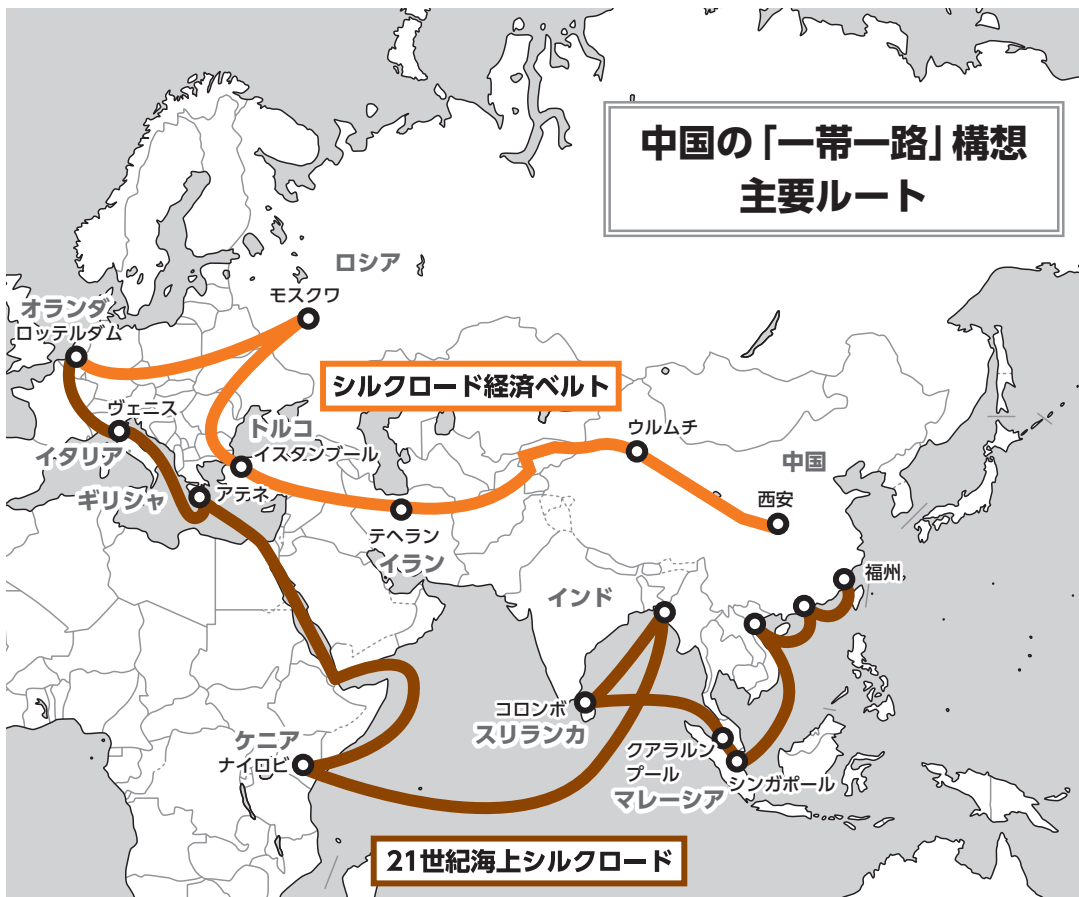 中国の「一帯一路」構想
主要ルート
ロシア
モスクワ
オランダ
ロッテルダム
シルクロード経済ベルト
ヴェニス
イタリア
トルコ
イスタンブール
ウルムチ
中国
ギリシャ
アテネ
西安
テヘラン
イラン
インド
福州
コロンボ
スリランカ
ケニア
ナイロビ
クアラルン
プール
シンガポール
マレーシア
21世紀海上シルクロード